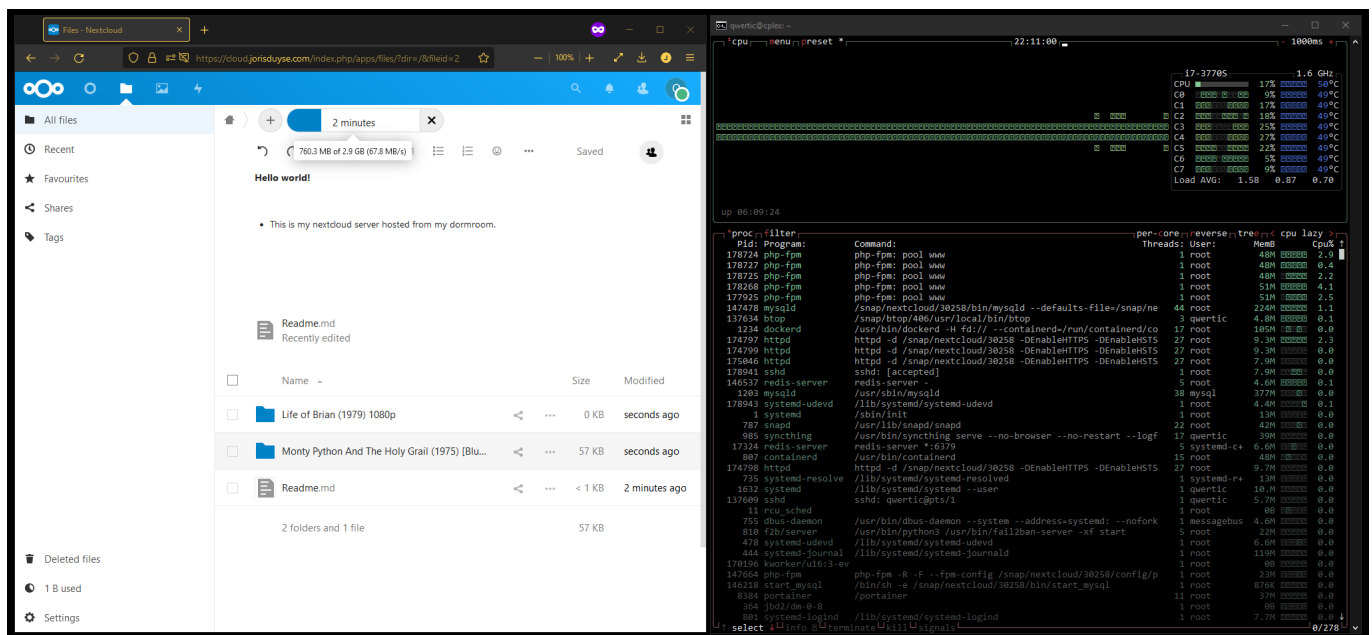 Files - Nextcloud
https://cloud.jorisduyse.com/index.php/apps/files/?dir=/&fileid=2
100%
All files
Recent
Favourites
Shares
Tags
Deleted files
1 B used
Settings
2 minutes
760.3 MB of 2.9 GB (67.8 MB/s)
Saved
Hello world!
• This is my nextcloud server hosted from my dormroom.
Readme.md
Recently edited
Name Size Modified
Life of Brian (1979) 1080p 0 KB seconds ago
Monty Python And The Holy Grail (1975) [Blu... 57 KB seconds ago
Readme.md < 1 KB 2 minutes ago
2 folders and 1 file 57 KB
qwertic@cplex: ~
¹cpu menu preset * 22:11:00 - 1000ms +
i7-3770S 1.6 GHz
CPU 17% 50°C
C0 9% 49°C
C1 17% 49°C
C2 18% 49°C
C3 25% 49°C
C4 27% 49°C
C5 22% 49°C
C6 5% 49°C
C7 9% 49°C
Load AVG: 1.58 0.87 0.70
up 06:09:24
⁴proc filter per-core reverse tree < cpu lazy >
Pid: Program: Command: Threads: User: MemB Cpu% ↑
178724 php-fpm php-fpm: pool www 1 root 48M 2.9
178727 php-fpm php-fpm: pool www 1 root 48M 0.4
178725 php-fpm php-fpm: pool www 1 root 48M 2.2
178268 php-fpm php-fpm: pool www 1 root 51M 4.1
177925 php-fpm php-fpm: pool www 1 root 51M 2.5
147478 mysqld /snap/nextcloud/30258/bin/mysqld --defaults-file=/snap/ne 44 root 224M 1.1
137634 btop /snap/btop/406/usr/local/bin/btop 3 qwertic 4.8M 0.1
1234 dockerd /usr/bin/dockerd -H fd:// --containerd=/run/containerd/co 17 root 105M 0.0
174797 httpd httpd -d /snap/nextcloud/30258 -DEnableHTTPS -DEnableHSTS 27 root 9.3M 2.3
174799 httpd httpd -d /snap/nextcloud/30258 -DEnableHTTPS -DEnableHSTS 27 root 9.3M 0.0
175046 httpd httpd -d /snap/nextcloud/30258 -DEnableHTTPS -DEnableHSTS 27 root 7.9M 0.0
178941 sshd sshd: [accepted] 1 root 7.9M 0.0
146537 redis-server redis-server - 5 root 4.6M 0.1
1203 mysqld /usr/sbin/mysqld 38 mysql 377M 0.0
178943 systemd-udevd /lib/systemd/systemd-udevd 1 root 4.4M 0.1
1 systemd /sbin/init 1 root 13M 0.0
787 snapd /usr/lib/snapd/snapd 22 root 42M 0.0
985 syncthing /usr/bin/syncthing serve --no-browser --no-restart --logf 17 qwertic 39M 0.0
17324 redis-server redis-server *:6379 5 systemd-c+ 6.6M 0.0
807 containerd /usr/bin/containerd 15 root 48M 0.0
174798 httpd httpd -d /snap/nextcloud/30258 -DEnableHTTPS -DEnableHSTS 27 root 9.7M 0.0
735 systemd-resolve /lib/systemd/systemd-resolved 1 systemd-r+ 13M 0.0
1632 systemd /lib/systemd/systemd --user 1 qwertic 10.M 0.0
137609 sshd sshd: qwertic@pts/1 1 qwertic 5.7M 0.0
11 rcu_sched 1 root 0B 0.0
755 dbus-daemon /usr/bin/dbus-daemon --system --address=systemd: --nofork 1 messagebus 4.6M 0.0
810 f2b/server /usr/bin/python3 /usr/bin/fail2ban-server -xf start 5 root 22M 0.0
478 systemd-udevd /lib/systemd/systemd-udevd 1 root 6.6M 0.0
444 systemd-journal /lib/systemd/systemd-journald 1 root 119M 0.0
170196 kworker/u16:3-ev 1 root 0B 0.0
147664 php-fpm php-fpm -R -F --fpm-config /snap/nextcloud/30258/config/p 1 root 23M 0.0
146218 start_mysql /bin/sh -e /snap/nextcloud/30258/bin/start_mysql 1 root 876K 0.0
8384 portainer /portainer 11 root 37M 0.0
364 jbd2/dm-0-8 1 root 0B 0.0
801 systemd-logind /lib/systemd/systemd-logind 1 root 7.7M 0.0 ↓
↑ select ↓ info terminate kill signals 0/278